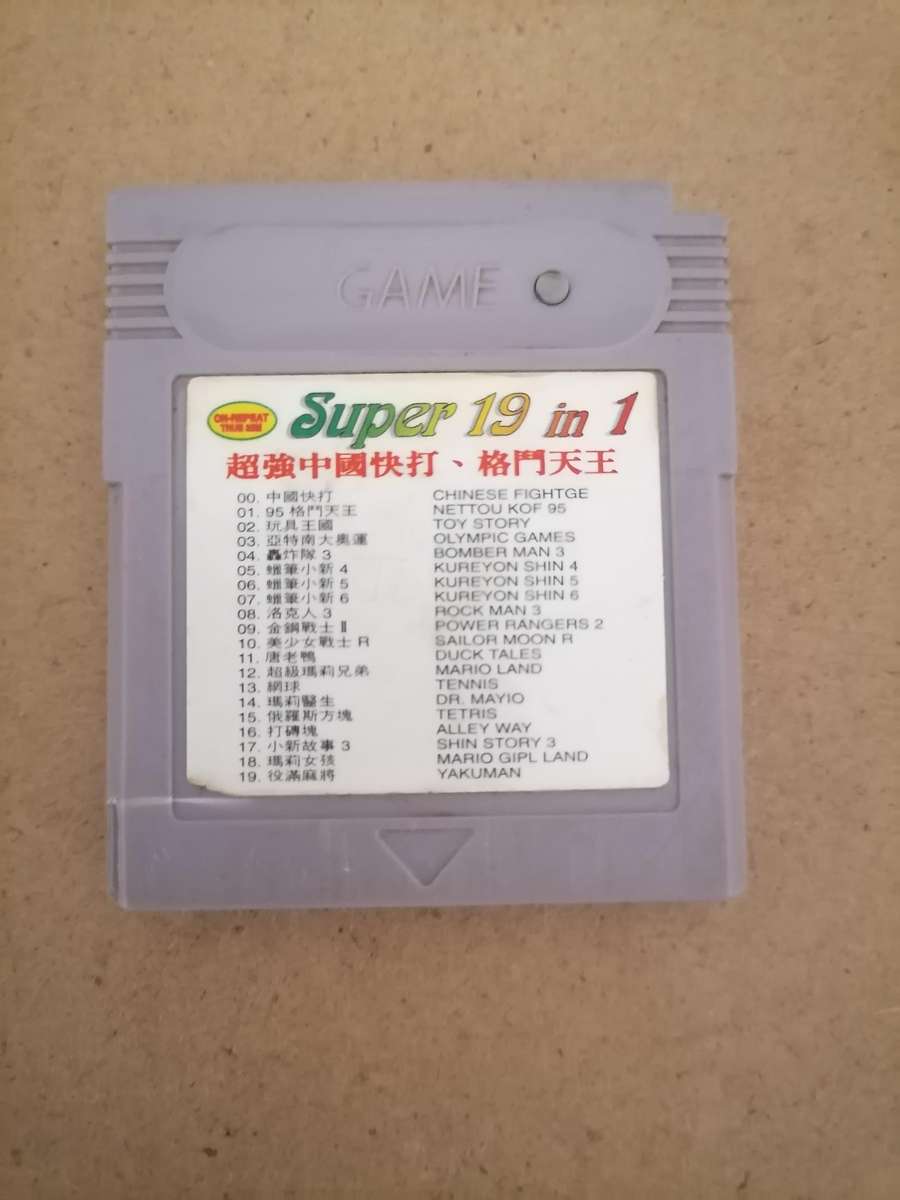 GAME
ON-REPEAT
Super 19 in 1
超強中國快打、格鬥天王
00. 中國快打 CHINESE FIGHTGE
01. 95 格鬥天王 NETTOU KOF 95
02. 玩具王國 TOY STORY
03. 亞特南大奧運 OLYMPIC GAMES
04. 轟炸隊 3 BOMBER MAN 3
05. 蠟筆小新 4 KUREYON SHIN 4
06. 蠟筆小新 5 KUREYON SHIN 5
07. 蠟筆小新 6 KUREYON SHIN 6
08. 洛克人 3 ROCK MAN 3
09. 金鋼戰士 Ⅱ POWER RANGERS 2
10. 美少女戰士 R SAILOR MOON R
11. 唐老鴨 DUCK TALES
12. 超級瑪莉兄弟 MARIO LAND
13. 網球 TENNIS
14. 瑪莉醫生 DR. MAYIO
15. 俄羅斯方塊 TETRIS
16. 打磚塊 ALLEY WAY
17. 小新故事 3 SHIN STORY 3
18. 瑪莉女孩 MARIO GIPL LAND
19. 役滿麻將 YAKUMAN